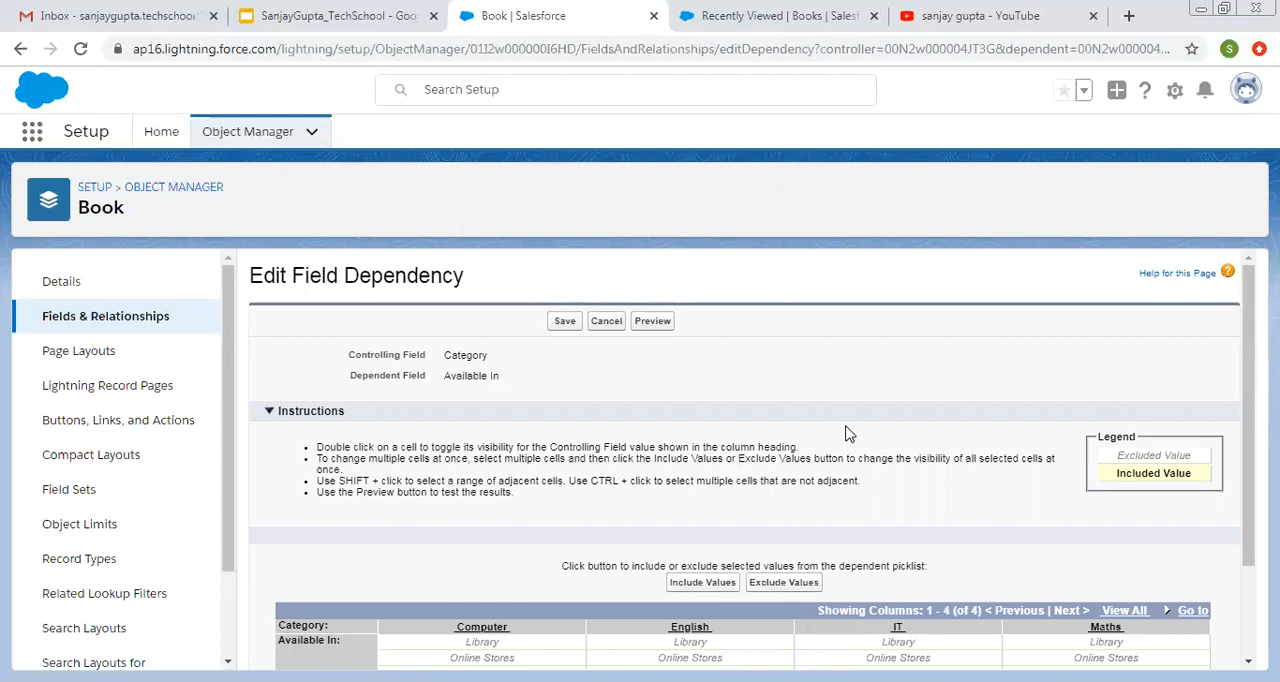 Inbox - sanjaygupta.techschool
SanjayGupta_TechSchool - Goo
Book | Salesforce
Recently Viewed | Books | Salesf
sanjay gupta - YouTube
ap16.lightning.force.com/lightning/setup/ObjectManager/01I2w000000I6HD/FieldsAndRelationships/editDependency?controller=00N2w000004JT3G&dependent=00N2w000004...
S
Search Setup
Setup
Home
Object Manager
SETUP > OBJECT MANAGER
Book
Details
Fields & Relationships
Page Layouts
Lightning Record Pages
Buttons, Links, and Actions
Compact Layouts
Field Sets
Object Limits
Record Types
Related Lookup Filters
Search Layouts
Search Layouts for
Edit Field Dependency
Help for this Page ?
Save Cancel Preview
Controlling Field Category
Dependent Field Available In
Instructions
• Double click on a cell to toggle its visibility for the Controlling Field value shown in the column heading.
• To change multiple cells at once, select multiple cells and then click the Include Values or Exclude Values button to change the visibility of all selected cells at
once.
• Use SHIFT + click to select a range of adjacent cells. Use CTRL + click to select multiple cells that are not adjacent.
• Use the Preview button to test the results.
Legend
Excluded Value
Included Value
Click button to include or exclude selected values from the dependent picklist:
Include Values Exclude Values
Showing Columns: 1 - 4 (of 4) < Previous | Next > View All Go to
Category: Computer English IT Maths
Available In: Library Library Library Library
Online Stores Online Stores Online Stores Online Stores